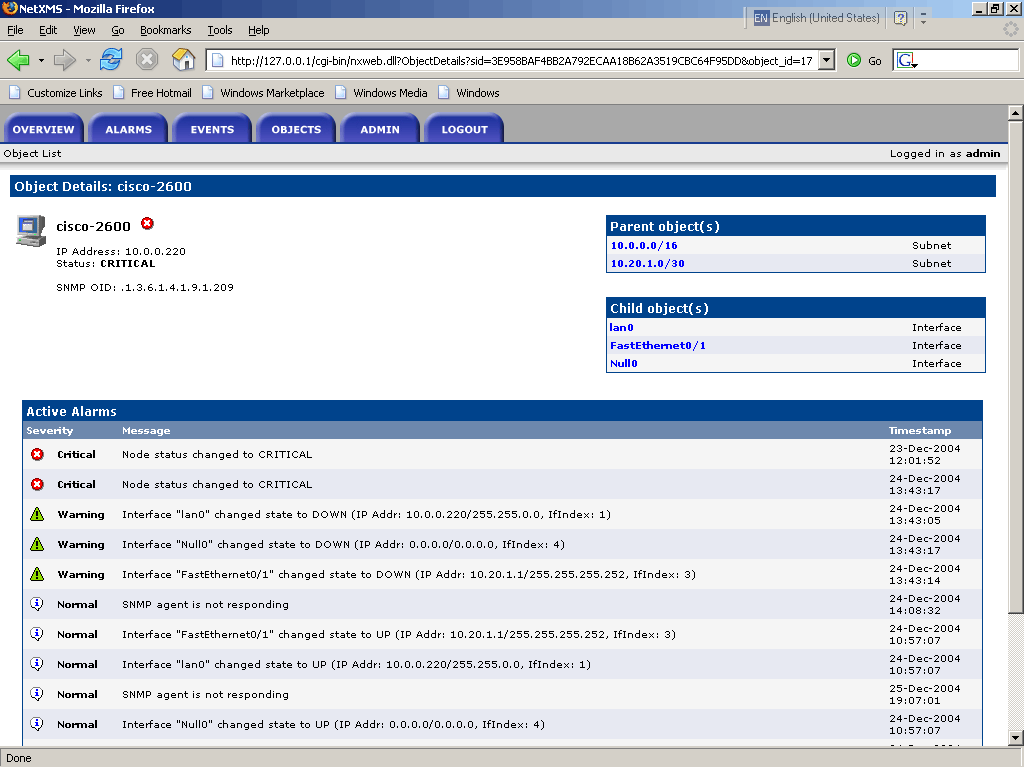 NetXMS - Mozilla Firefox
EN English (United States)
File Edit View Go Bookmarks Tools Help
http://127.0.0.1/cgi-bin/nxweb.dll?ObjectDetails?sid=3E958BAF4BB2A792ECAA18B62A3519CBC64F95DD&object_id=17 Go G
Customize Links Free Hotmail Windows Marketplace Windows Media Windows
OVERVIEW ALARMS EVENTS OBJECTS ADMIN LOGOUT
Object List Logged in as admin
Object Details: cisco-2600
cisco-2600
IP Address: 10.0.0.220
Status: CRITICAL
SNMP OID: .1.3.6.1.4.1.9.1.209
Parent object(s)
10.0.0.0/16 Subnet
10.20.1.0/30 Subnet
Child object(s)
lan0 Interface
FastEthernet0/1 Interface
Null0 Interface
Active Alarms
Severity Message Timestamp
Critical Node status changed to CRITICAL 23-Dec-2004
12:01:52
Critical Node status changed to CRITICAL 24-Dec-2004
13:43:17
Warning Interface "lan0" changed state to DOWN (IP Addr: 10.0.0.220/255.255.0.0, IfIndex: 1) 24-Dec-2004
13:43:05
Warning Interface "Null0" changed state to DOWN (IP Addr: 0.0.0.0/0.0.0.0, IfIndex: 4) 24-Dec-2004
13:43:17
Warning Interface "FastEthernet0/1" changed state to DOWN (IP Addr: 10.20.1.1/255.255.255.252, IfIndex: 3) 24-Dec-2004
13:43:14
Normal SNMP agent is not responding 24-Dec-2004
14:08:32
Normal Interface "FastEthernet0/1" changed state to UP (IP Addr: 10.20.1.1/255.255.255.252, IfIndex: 3) 24-Dec-2004
10:57:07
Normal Interface "lan0" changed state to UP (IP Addr: 10.0.0.220/255.255.0.0, IfIndex: 1) 24-Dec-2004
10:57:07
Normal SNMP agent is not responding 25-Dec-2004
19:07:01
Normal Interface "Null0" changed state to UP (IP Addr: 0.0.0.0/0.0.0.0, IfIndex: 4) 24-Dec-2004
10:57:07
Done